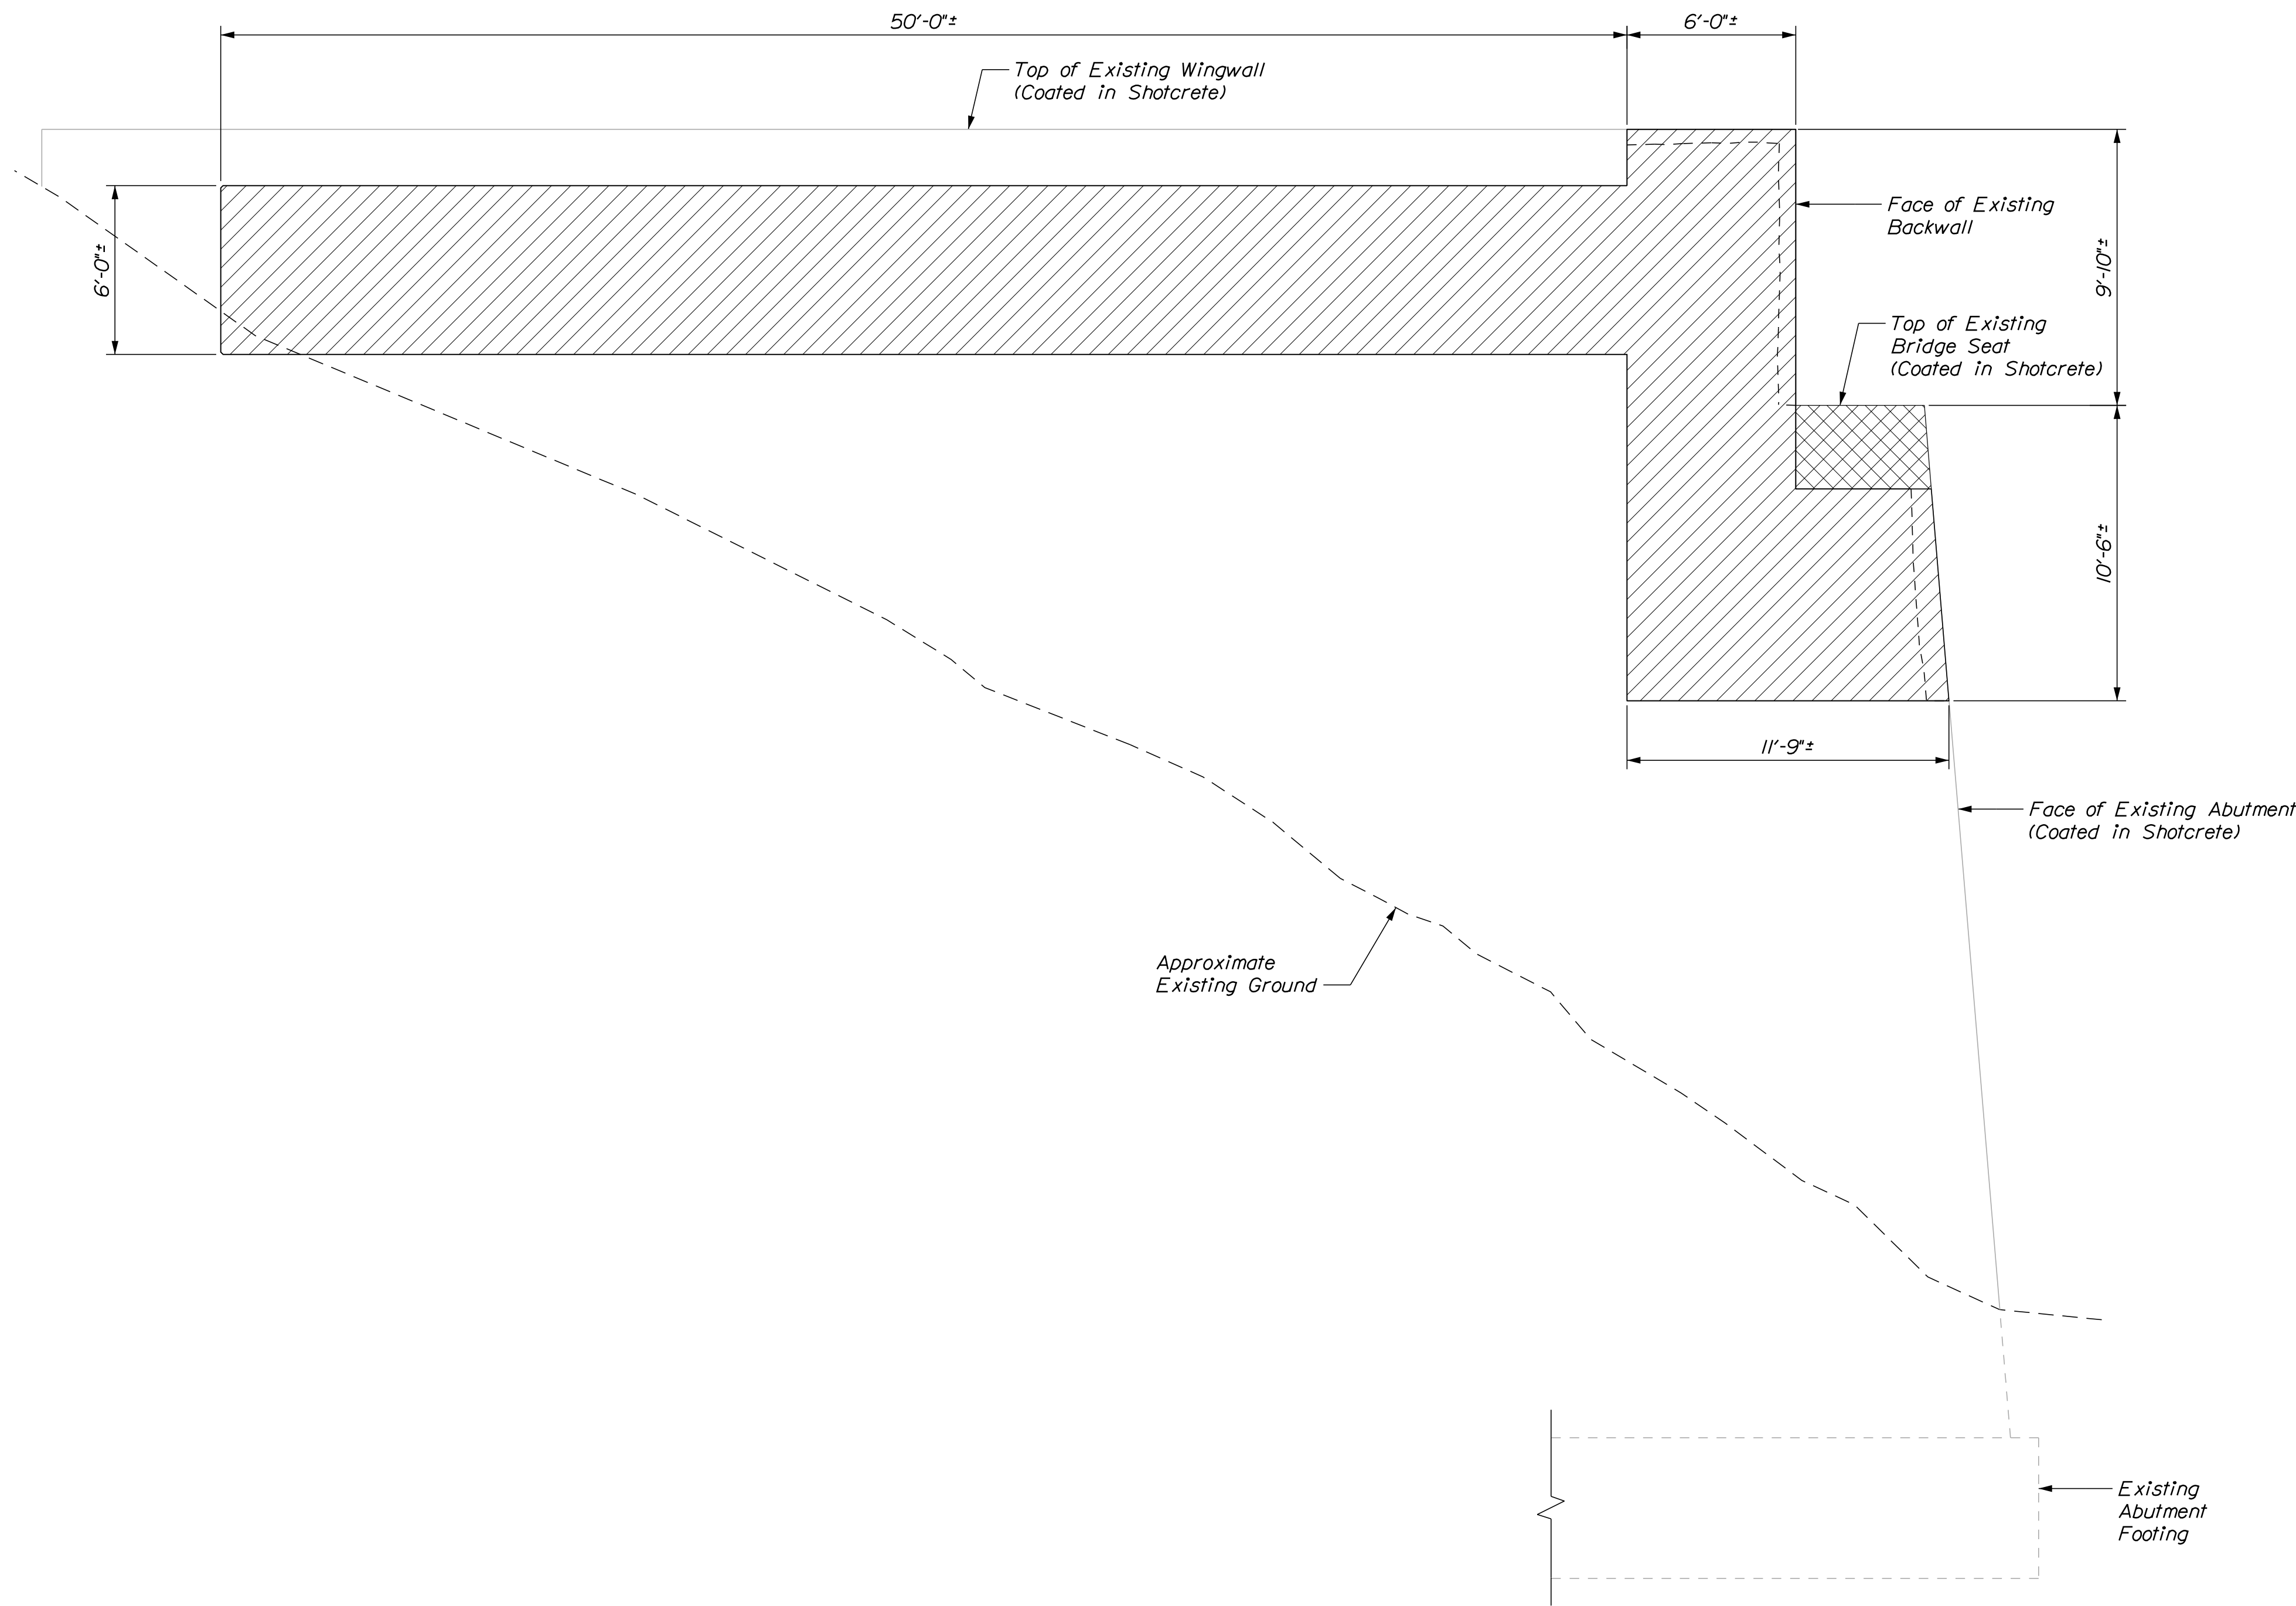 50'-0"±
6'-0"±
Top of Existing Wingwall
(Coated in Shotcrete)
Face of Existing
Backwall
6'-0"±
9'-10"±
Top of Existing
Bridge Seat
(Coated in Shotcrete)
10'-6"±
11'-9"±
Face of Existing Abutment
(Coated in Shotcrete)
Approximate
Existing Ground
Existing
Abutment
Footing